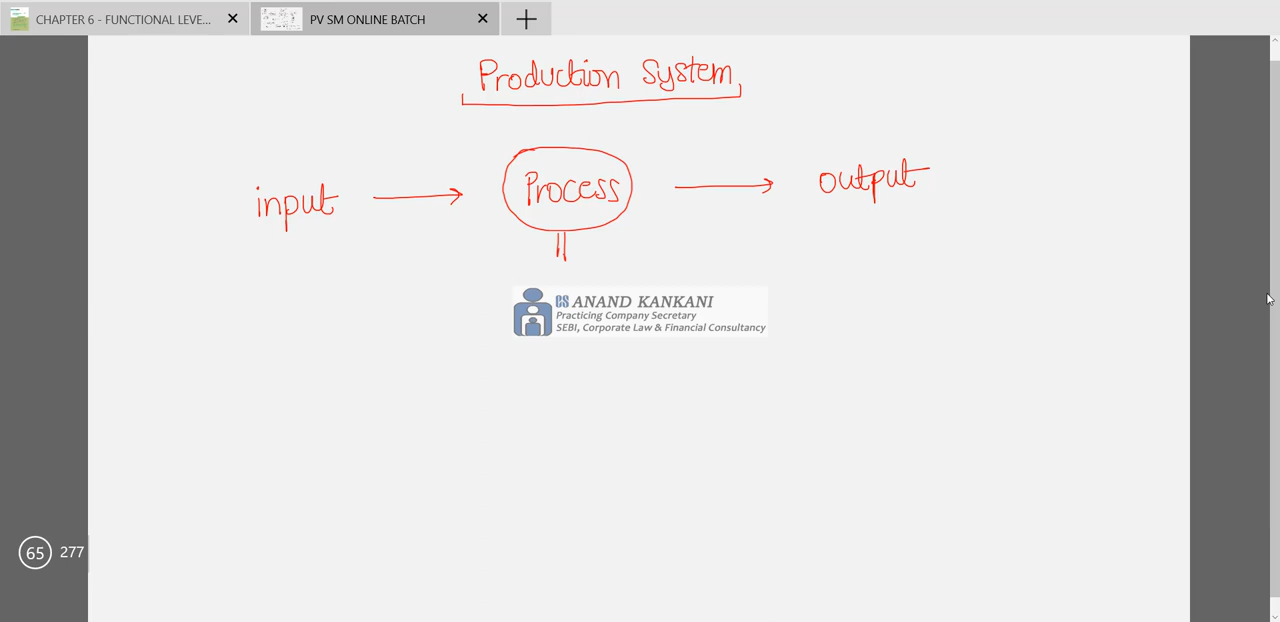 CHAPTER 6 - FUNCTIONAL LEVE...
PV SM ONLINE BATCH
Production System
input
Process
output
CS ANAND KANKANI
Practicing Company Secretary
SEBI, Corporate Law & Financial Consultancy
65 277